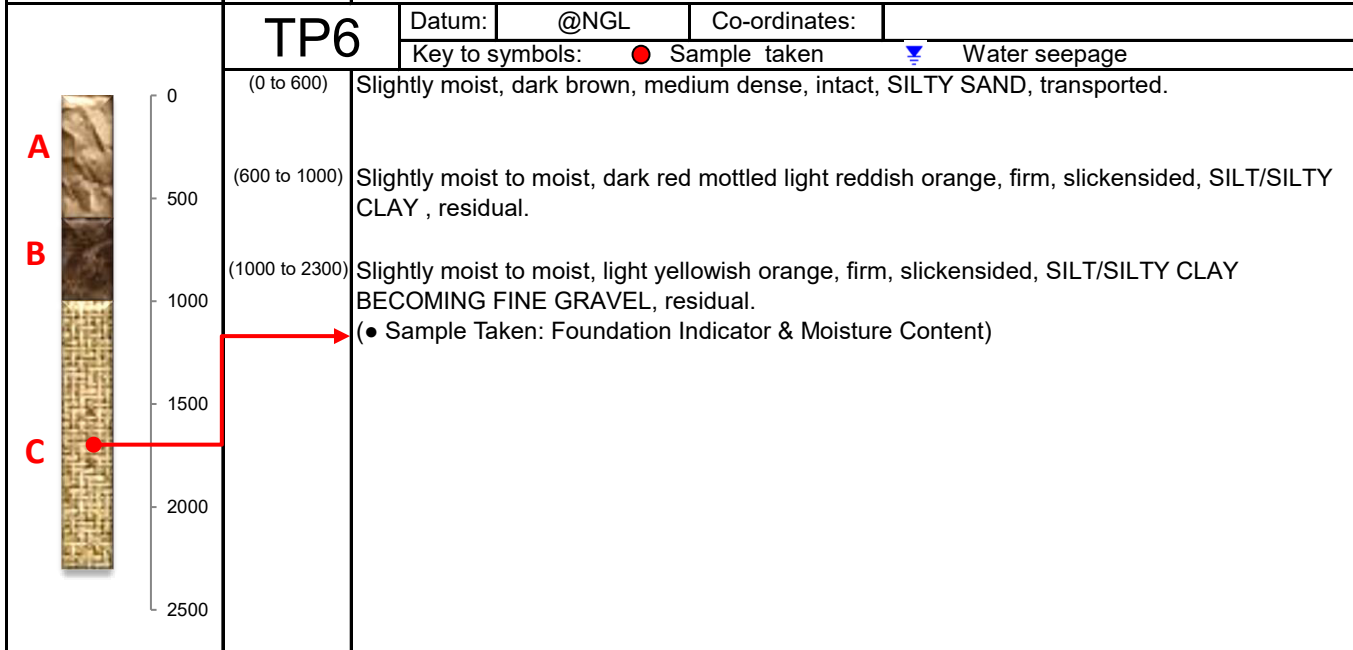 TP6
Datum: @NGL Co-ordinates:
Key to symbols: Sample taken Water seepage
(0 to 600) Slightly moist, dark brown, medium dense, intact, SILTY SAND, transported.
(600 to 1000) Slightly moist to moist, dark red mottled light reddish orange, firm, slickensided, SILT/SILTY
CLAY , residual.
(1000 to 2300) Slightly moist to moist, light yellowish orange, firm, slickensided, SILT/SILTY CLAY
BECOMING FINE GRAVEL, residual.
(● Sample Taken: Foundation Indicator & Moisture Content)
A
B
C
0
500
1000
1500
2000
2500